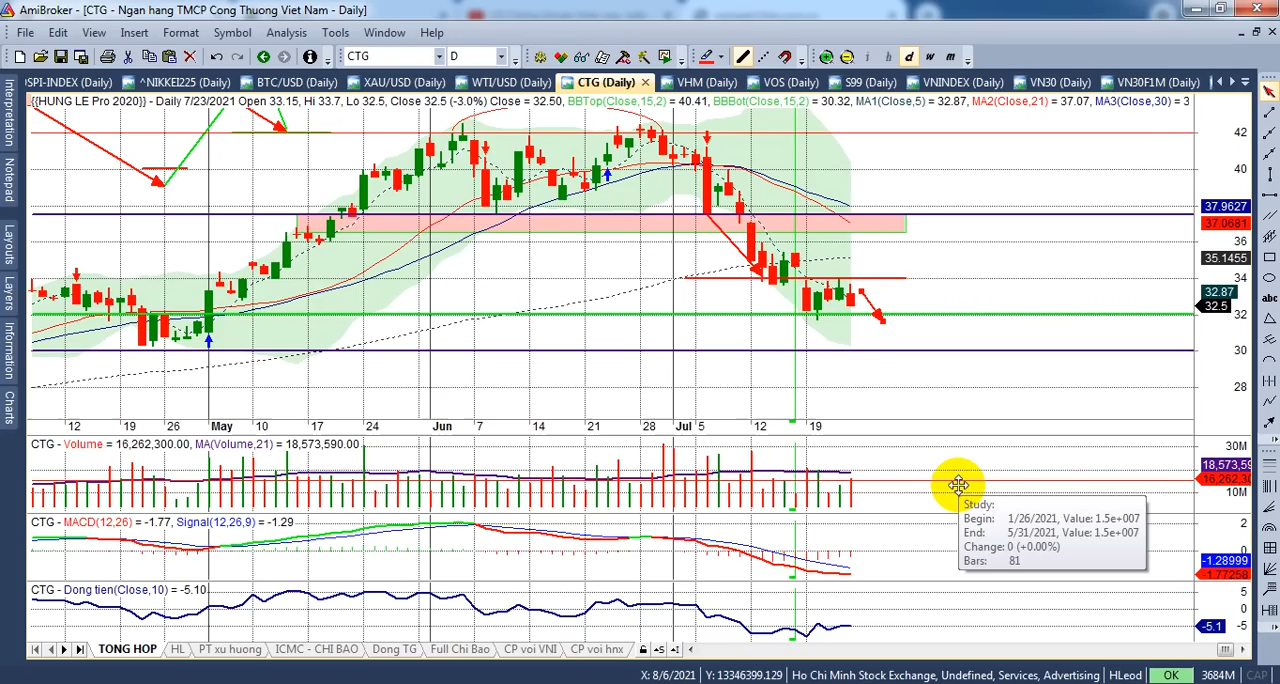 AmiBroker - [CTG - Ngan hang TMCP Cong Thuong Viet Nam - Daily]
File Edit View Insert Format Symbol Analysis Tools Window Help
CTG D d w m
SPI-INDEX (Daily) ^NIKKEI225 (Daily) BTC/USD (Daily) XAU/USD (Daily) WTI/USD (Daily) CTG (Daily) VHM (Daily) VOS (Daily) S99 (Daily) VNINDEX (Daily) VN30 (Daily) VN30F1M (Daily)
{{HUNG LE Pro 2020}} - Daily 7/23/2021 Open 33.15, Hi 33.7, Lo 32.5, Close 32.5 (-3.0%) Close = 32.50, BBTop(Close,15,2) = 40.41, BBBot(Close,15,2) = 30.32, MA1(Close,5) = 32.87, MA2(Close,21) = 37.07, MA3(Close,30) = 3
Interpretation
Notepad
Layouts
Layers
Information
Charts
abc
42
40
37.9627
37.0681
36
35.1455
34
32.87
32.5
32
30
28
12 19 26 May 10 17 24 Jun 7 14 21 28 Jul 5 12 19
CTG - Volume = 16,262,300.00, MA(Volume,21) = 18,573,590.00
30M
18,573,59
16,262,30
10M
Study:
Begin: 1/26/2021, Value: 1.5e+007
End: 5/31/2021, Value: 1.5e+007
Change: 0 (+0.00%)
Bars: 81
CTG - MACD(12,26) = -1.77, Signal(12,26,9) = -1.29
2
0
-1.28999
-1.77258
CTG - Dong tien(Close,10) = -5.10
5
0
-5
-5.1
TONG HOP HL PT xu huong ICMC - CHI BAO Dong TG Full Chi Bao CP voi VNI CP voi hnx
X: 8/6/2021 Y: 13346399.129 Ho Chi Minh Stock Exchange, Undefined, Services, Advertising HLeod OK 3684M CAP